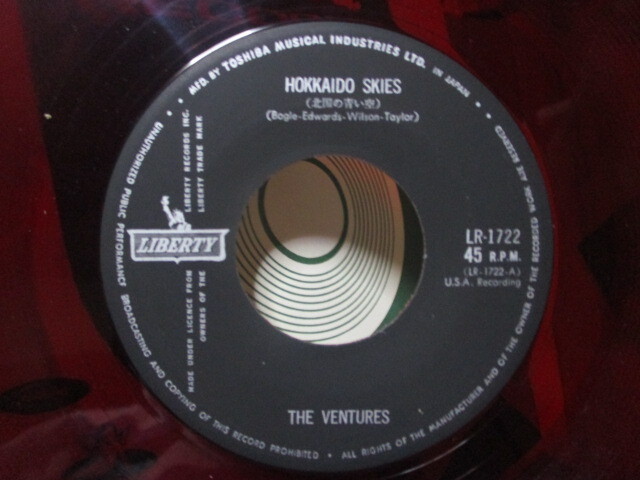 MFD. BY TOSHIBA MUSICAL INDUSTRIES LTD. IN JAPAN
HOKKAIDO SKIES
(北国の青い空)
(Bogle-Edwards-Wilson-Taylor)
LIBERTY RECORDS INC.
LIBERTY TRADE MARK
LIBERTY
MADE UNDER LICENCE FROM
OWNERS OF THE
LR-1722
45 R.P.M.
(LR-1722-A)
U.S.A. Recording
THE VENTURES
UNAUTHORIZED PUBLIC PERFORMANCE BROADCASTING AND COPYING OF THIS RECORD PROHIBITED • ALL RIGHTS OF THE MANUFACTURER AND OF THE OWNER OF THE RECORDED WORK ARE RESERVED